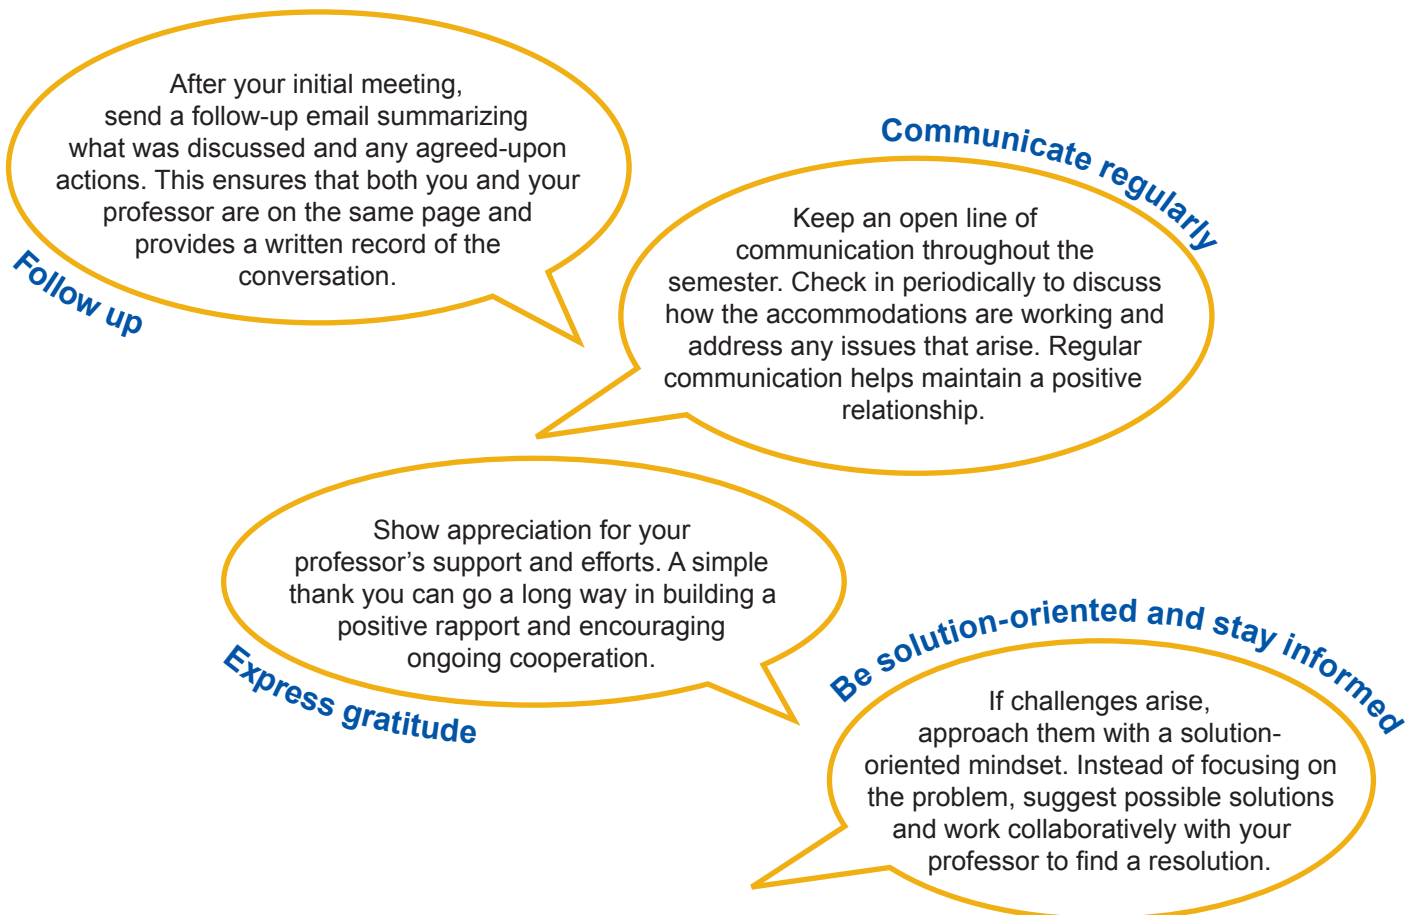 After your initial meeting,
send a follow-up email summarizing
what was discussed and any agreed-upon
actions. This ensures that both you and your
professor are on the same page and
provides a written record of the
conversation.
Follow up
Communicate regularly
Keep an open line of
communication throughout the
semester. Check in periodically to discuss
how the accommodations are working and
address any issues that arise. Regular
communication helps maintain a positive
relationship.
Show appreciation for your
professor’s support and efforts. A simple
thank you can go a long way in building a
positive rapport and encouraging
ongoing cooperation.
Express gratitude
Be solution-oriented and stay informed
If challenges arise,
approach them with a solution-
oriented mindset. Instead of focusing on
the problem, suggest possible solutions
and work collaboratively with your
professor to find a resolution.